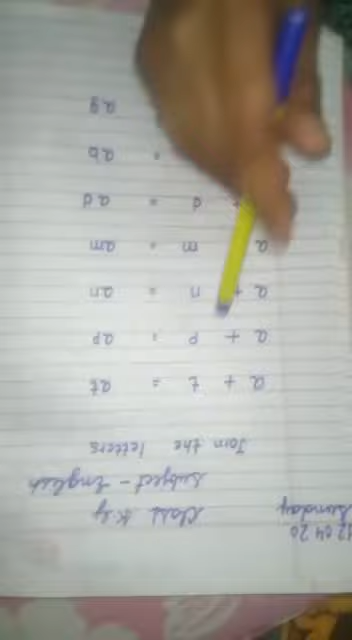 12 04 20
Sunday
Class K.G
Subject - English
Join the letters
a + t = at
a + p = ap
a + n = an
a m = am
+ d = ad
= ab
ag